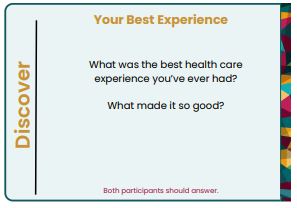 Your Best Experience
Discover
What was the best health care
experience you've ever had?
What made it so good?
Both participants should answer.